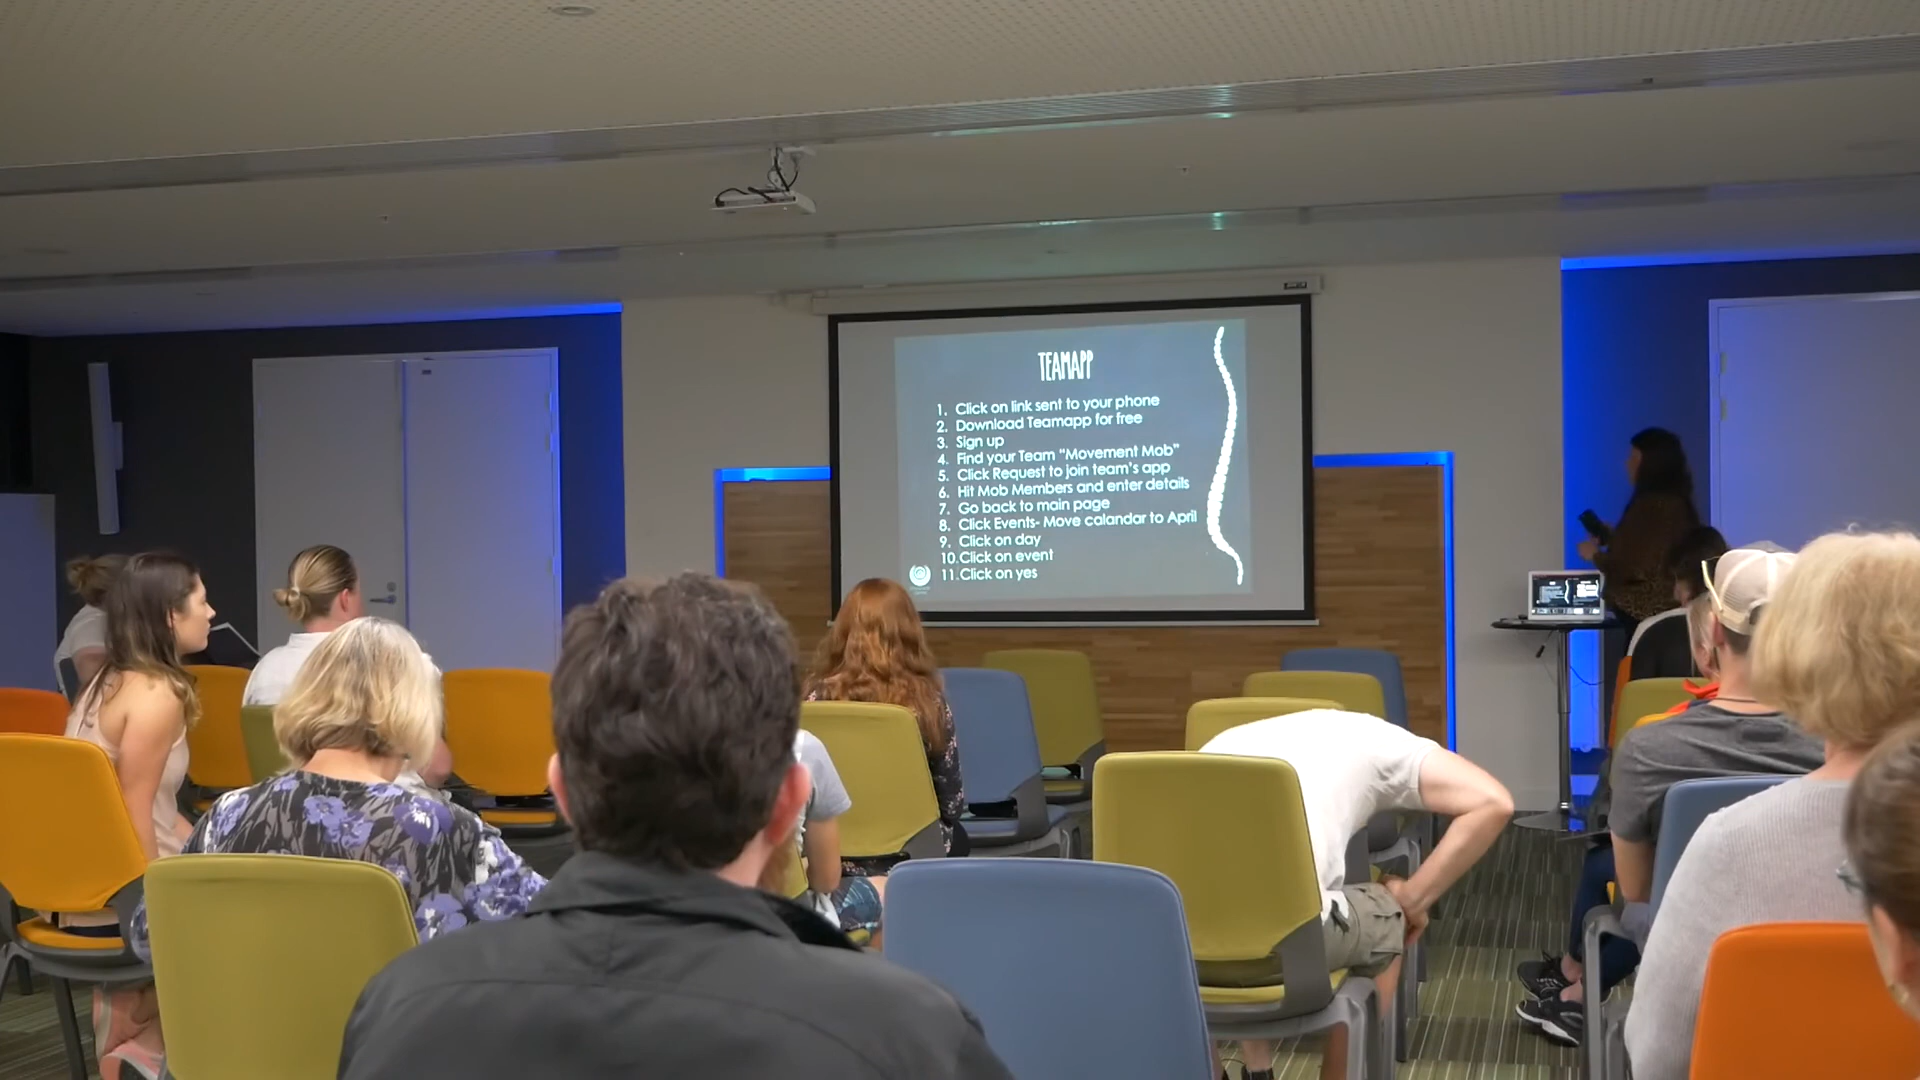 TEAMAPP
1. Click on link sent to your phone
2. Download Teamapp for free
3. Sign up
4. Find your Team "Movement Mob"
5. Click Request to join team's app
6. Hit Mob Members and enter details
7. Go back to main page
8. Click Events- Move calandar to April
9. Click on day
10. Click on event
11. Click on yes